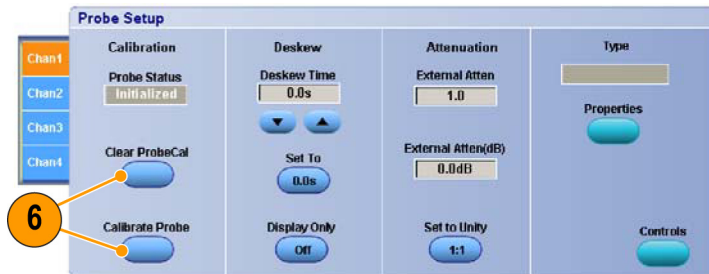 Probe Setup
Chan1
Chan2
Chan3
Chan4
Calibration
Probe Status
Initialized
Clear ProbeCal
Calibrate Probe
6
Deskew
Deskew Time
0.0s
Set To
0.0s
Display Only
Off
Attenuation
External Atten
1.0
External Atten(dB)
0.0dB
Set to Unity
1:1
Type
Properties
Controls